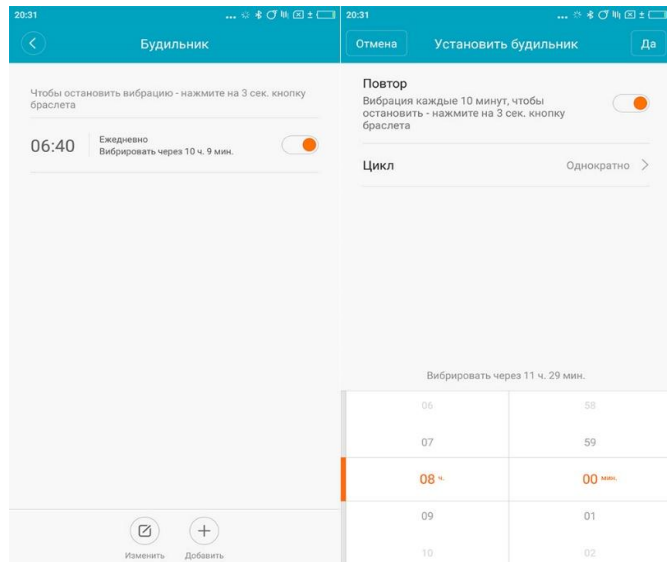 20:31
Будильник
Чтобы остановить вибрацию - нажмите на 3 сек. кнопку
браслета
06:40
Ежедневно
Вибрировать через 10 ч. 9 мин.
Изменить
Добавить
20:31
Отмена
Установить будильник
Да
Повтор
Вибрация каждые 10 минут, чтобы
остановить - нажмите на 3 сек. кнопку
браслета
Цикл
Однократно
Вибрировать через 11 ч. 29 мин.
06 58
07 59
08 ч. 00 мин.
09 01
10 02